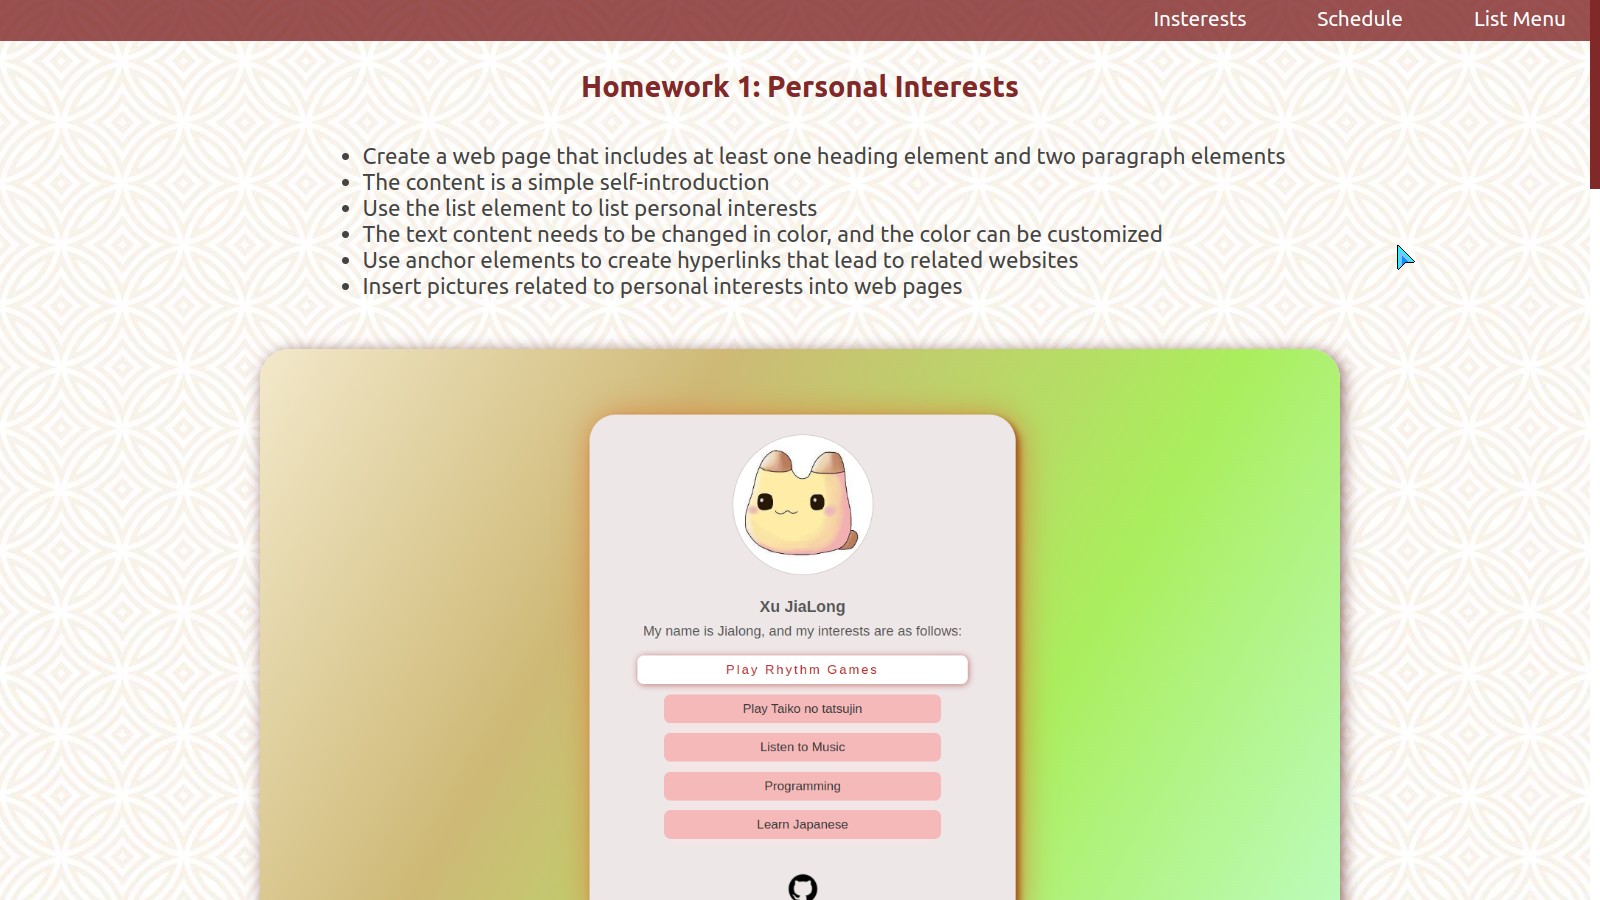 Insterests Schedule List Menu
Homework 1: Personal Interests
• Create a web page that includes at least one heading element and two paragraph elements
• The content is a simple self-introduction
• Use the list element to list personal interests
• The text content needs to be changed in color, and the color can be customized
• Use anchor elements to create hyperlinks that lead to related websites
• Insert pictures related to personal interests into web pages
Xu JiaLong
My name is Jialong, and my interests are as follows:
Play Rhythm Games
Play Taiko no tatsujin
Listen to Music
Programming
Learn Japanese